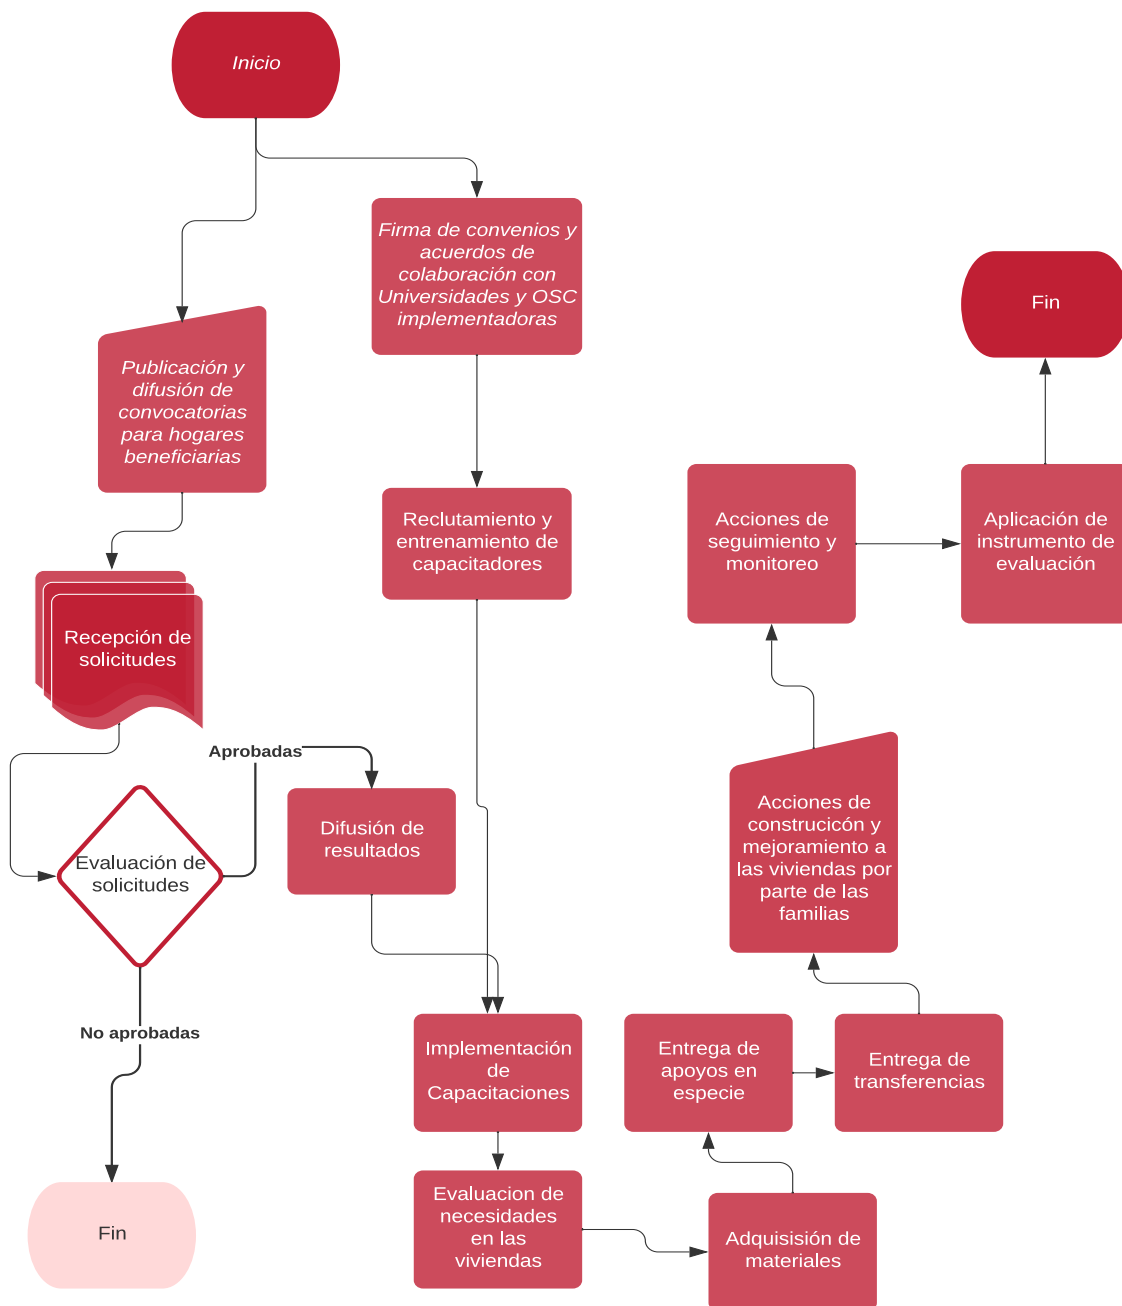 Inicio
Firma de convenios y
acuerdos de
colaboración con
Universidades y OSC
implementadoras
Publicación y
difusión de
convocatorias
para hogares
beneficiarias
Reclutamiento y
entrenamiento de
capacitadores
Recepción de
solicitudes
Evaluación de
solicitudes
Aprobadas
Difusión de
resultados
No aprobadas
Fin
Implementación
de
Capacitaciones
Evaluacion de
necesidades
en las
viviendas
Adquisisión de
materiales
Entrega de
apoyos en
especie
Entrega de
transferencias
Acciones de
construcicón y
mejoramiento a
las viviendas por
parte de las
familias
Acciones de
seguimiento y
monitoreo
Aplicación de
instrumento de
evaluación
Fin